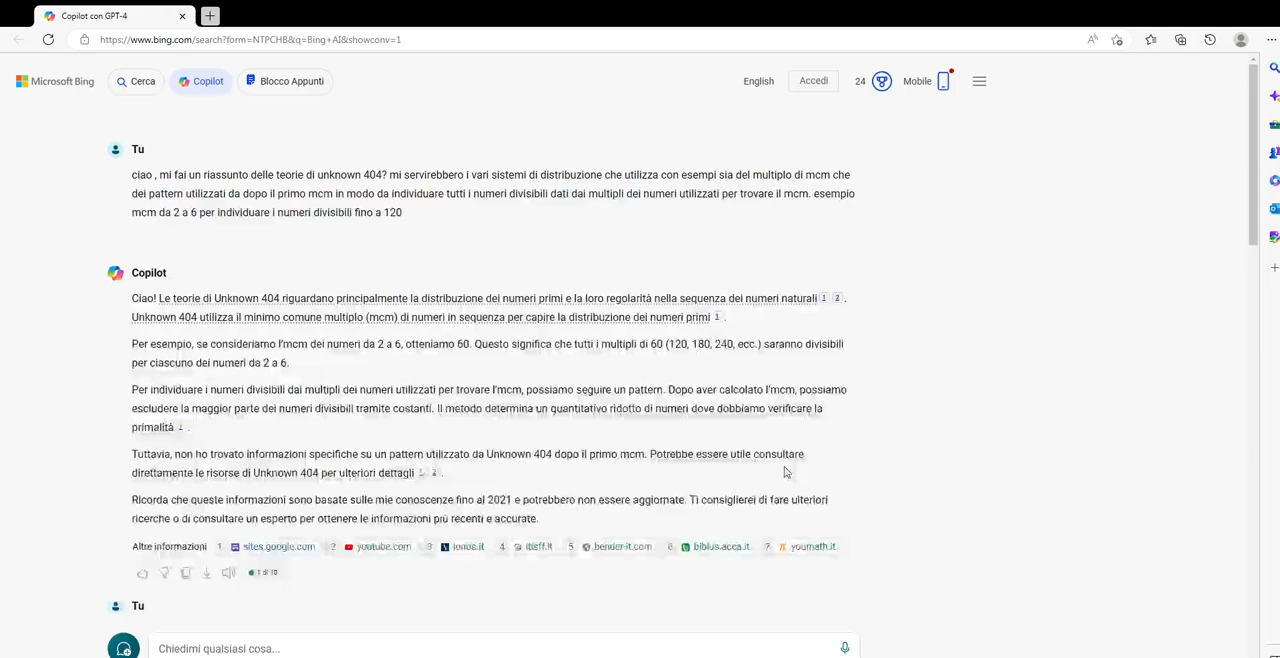 Copilot con GPT-4
https://www.bing.com/search?form=NTPCHB&q=Bing+AI&showconv=1
Microsoft Bing
Cerca
Copilot
Blocco Appunti
English
Accedi
24
Mobile
Tu
ciao , mi fai un riassunto delle teorie di unknown 404? mi servirebbero i vari sistemi di distribuzione che utilizza con esempi sia del multiplo di mcm che
dei pattern utilizzati da dopo il primo mcm in modo da individuare tutti i numeri divisibili dati dai multipli dei numeri utilizzati per trovare il mcm. esempio
mcm da 2 a 6 per individuare i numeri divisibili fino a 120
Copilot
Ciao! Le teorie di Unknown 404 riguardano principalmente la distribuzione dei numeri primi e la loro regolarità nella sequenza dei numeri naturali 1 2 .
Unknown 404 utilizza il minimo comune multiplo (mcm) di numeri in sequenza per capire la distribuzione dei numeri primi 1 .
Per esempio, se consideriamo l'mcm dei numeri da 2 a 6, otteniamo 60. Questo significa che tutti i multipli di 60 (120, 180, 240, ecc.) saranno divisibili
per ciascuno dei numeri da 2 a 6.
Per individuare i numeri divisibili dai multipli dei numeri utilizzati per trovare l'mcm, possiamo seguire un pattern. Dopo aver calcolato l'mcm, possiamo
escludere la maggior parte dei numeri divisibili tramite costanti. Il metodo determina un quantitativo ridotto di numeri dove dobbiamo verificare la
primalità 1 .
Tuttavia, non ho trovato informazioni specifiche su un pattern utilizzato da Unknown 404 dopo il primo mcm. Potrebbe essere utile consultare
direttamente le risorse di Unknown 404 per ulteriori dettagli 1 2 .
Ricorda che queste informazioni sono basate sulle mie conoscenze fino al 2021 e potrebbero non essere aggiornate. Ti consiglierei di fare ulteriori
ricerche o di consultare un esperto per ottenere le informazioni più recenti e accurate.
Altre informazioni 1 sites.google.com 2 youtube.com 3 ionos.it 4 5 bender-it.com 6 biblus.acca.it 7 youmath.it
1 di 10
Tu
Chiedimi qualsiasi cosa...